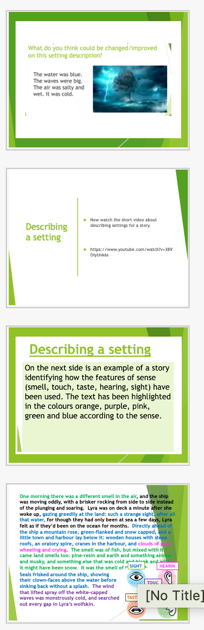 What do you think could be changed/improved
on this setting description?
The water was blue.
The waves were big.
The air was salty and
wet. It was cold.
Describing
a setting
Now watch the short video about
describing settings for a story.
https://www.youtube.com/watch?v=
Describing a setting
On the next side is an example of a story
identifying how the features of sense
(smell, touch, taste, hearing, sight) have
been used. The text has been highlighted
in the colours orange, purple, pink,
green and blue according to the sense.
One morning there was a different smell in the air, and the ship
was moving oddly, with a brisker rocking from side to side instead
of the plunging and soaring. Lyra was on deck a minute after she
woke up, gazing greedily at the land: such a strange sight, after all
that water, for though they had only been at sea a few days, Lyra
felt as if they'd been on the ocean for months. Directly ahead of
the ship a mountain rose, green-flanked and snow-capped, and a
little town and harbour lay below it: wooden houses with steep
roofs, an oratory spire, cranes in the harbour, and clouds of
wheeling and crying. The smell was of fish, but mixed with it
came land smells too: pine-resin and earth and something animal
and musky, and something else that was cold
it might have been snow. It was the smell of
Seals frisked around the ship, showing
their clown-faces above the water before
sinking back without a splash. The wind
that lifted spray off the white-capped
waves was monstrously cold, and searched
out every gap in Lyra's wolfskin.
SIGHT
HEARING
TOUCH
[No Title]